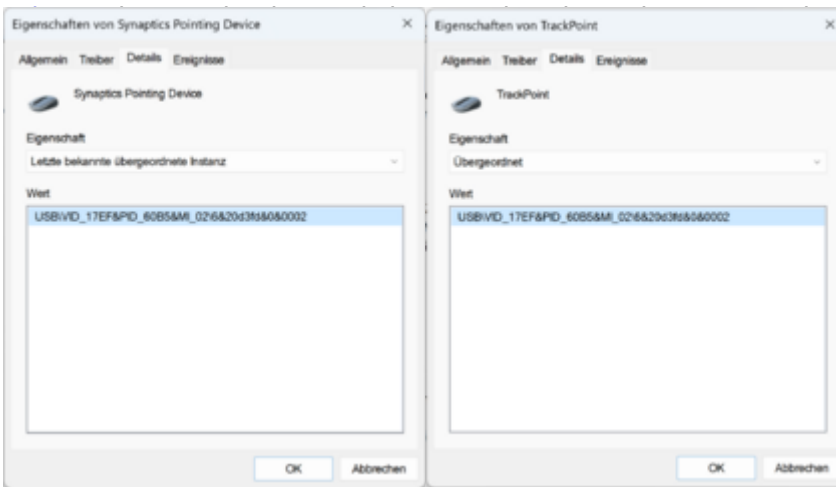 Eigenschaften von Synaptics Pointing Device
Allgemein Treiber Details Ereignisse
Synaptics Pointing Device
Eigenschaft
Letzte bekannte übergeordnete Instanz
Wert
USB\VID_17EF&PID_60B5&MI_02\6&20d3fd&0&0002
OK Abbrechen
Eigenschaften von TrackPoint
Allgemein Treiber Details Ereignisse
TrackPoint
Eigenschaft
Übergeordnet
Wert
USB\VID_17EF&PID_60B5&MI_02\6&20d3fd&0&0002
OK Abbrechen